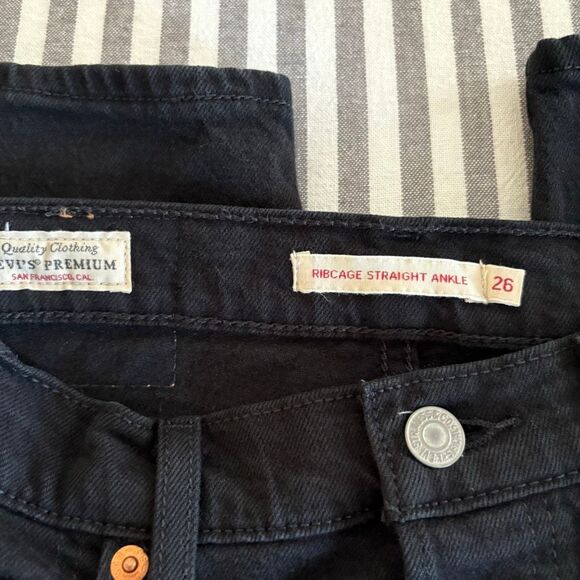 Quality Clothing
EVI'S® PREMIUM
SAN FRANCISCO, CAL.
RIBCAGE STRAIGHT ANKLE
26